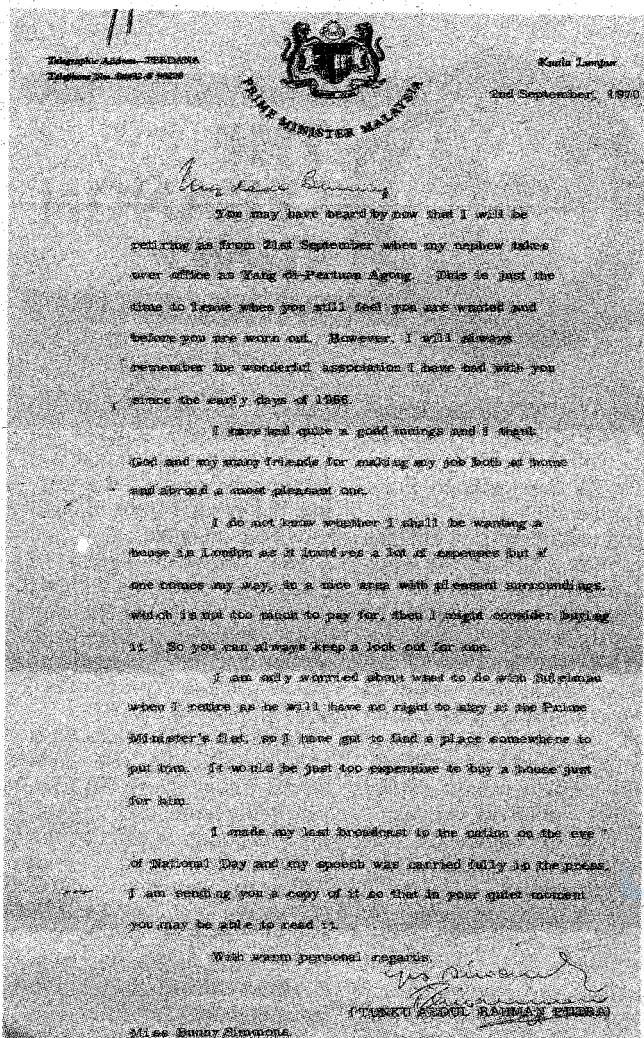 Telegraphic Address—PERDANA
Kuala Lumpur
2nd September, 1970
PRIME MINISTER MALAYSIA
My dear Bunny,
You may have heard by now that I will be
retiring as from 21st September when my nephew takes
over office as Yang di-Pertuan Agong. This is just the
time to leave when you still feel you are wanted and
before you are worn out. However, I will always
remember the wonderful association I have had with you
since the early days of 1966.
I have had quite a good innings and I thank
God and my many friends for making my job both at home
and abroad a most pleasant one.
I do not know whether I shall be wanting a
house in London as it involves a lot of expenses but if
one comes my way, in a nice area with pleasant surroundings,
which is not too much to pay for, then I might consider buying
it. So you can always keep a look out for one.
I am only worried about what to do with Suleiman
when I retire as he will have no right to stay at the Prime
Minister's flat, so I have got to find a place somewhere to
put him. It would be just too expensive to buy a house just
for him
I made my last broadcast to the nation on the eve
of National Day and my speech was carried fully in the press.
I am sending you a copy of it so that in your quiet moment
you may be able to read it.
With warm personal regards,
Yrs sincerely
(TUNKU ABDUL RAHMAN PUTRA)
Miss Bunny Simmons